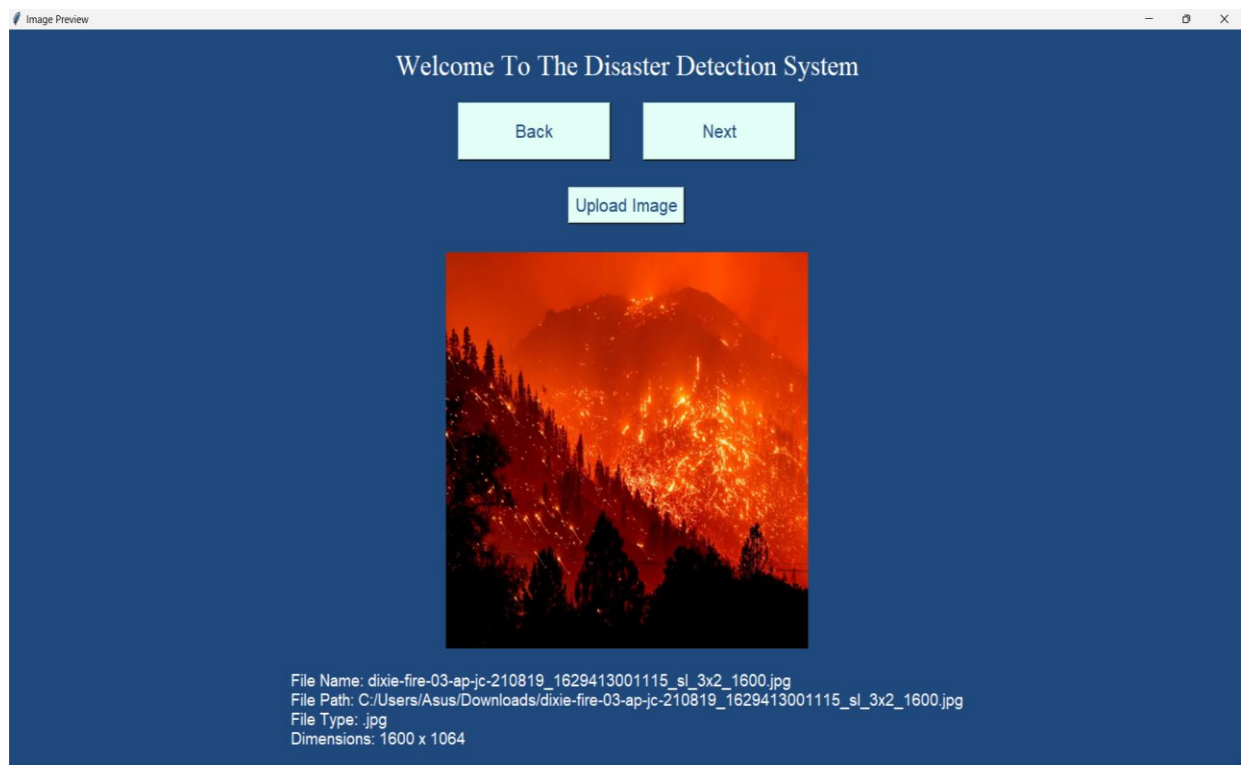 Image Preview
Welcome To The Disaster Detection System
Back Next
Upload Image
File Name: dixie-fire-03-ap-jc-210819_1629413001115_sl_3x2_1600.jpg
File Path: C:/Users/Asus/Downloads/dixie-fire-03-ap-jc-210819_1629413001115_sl_3x2_1600.jpg
File Type: .jpg
Dimensions: 1600 x 1064